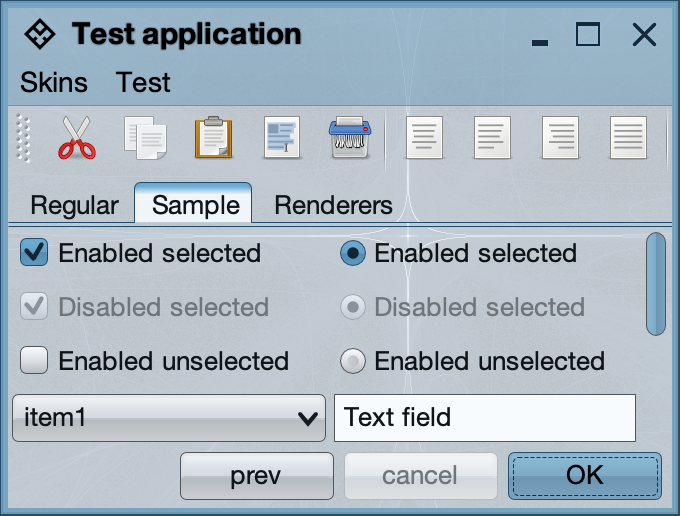 Test application
Skins Test
Regular Sample Renderers
Enabled selected Enabled selected
Disabled selected Disabled selected
Enabled unselected Enabled unselected
item1 Text field
prev cancel OK